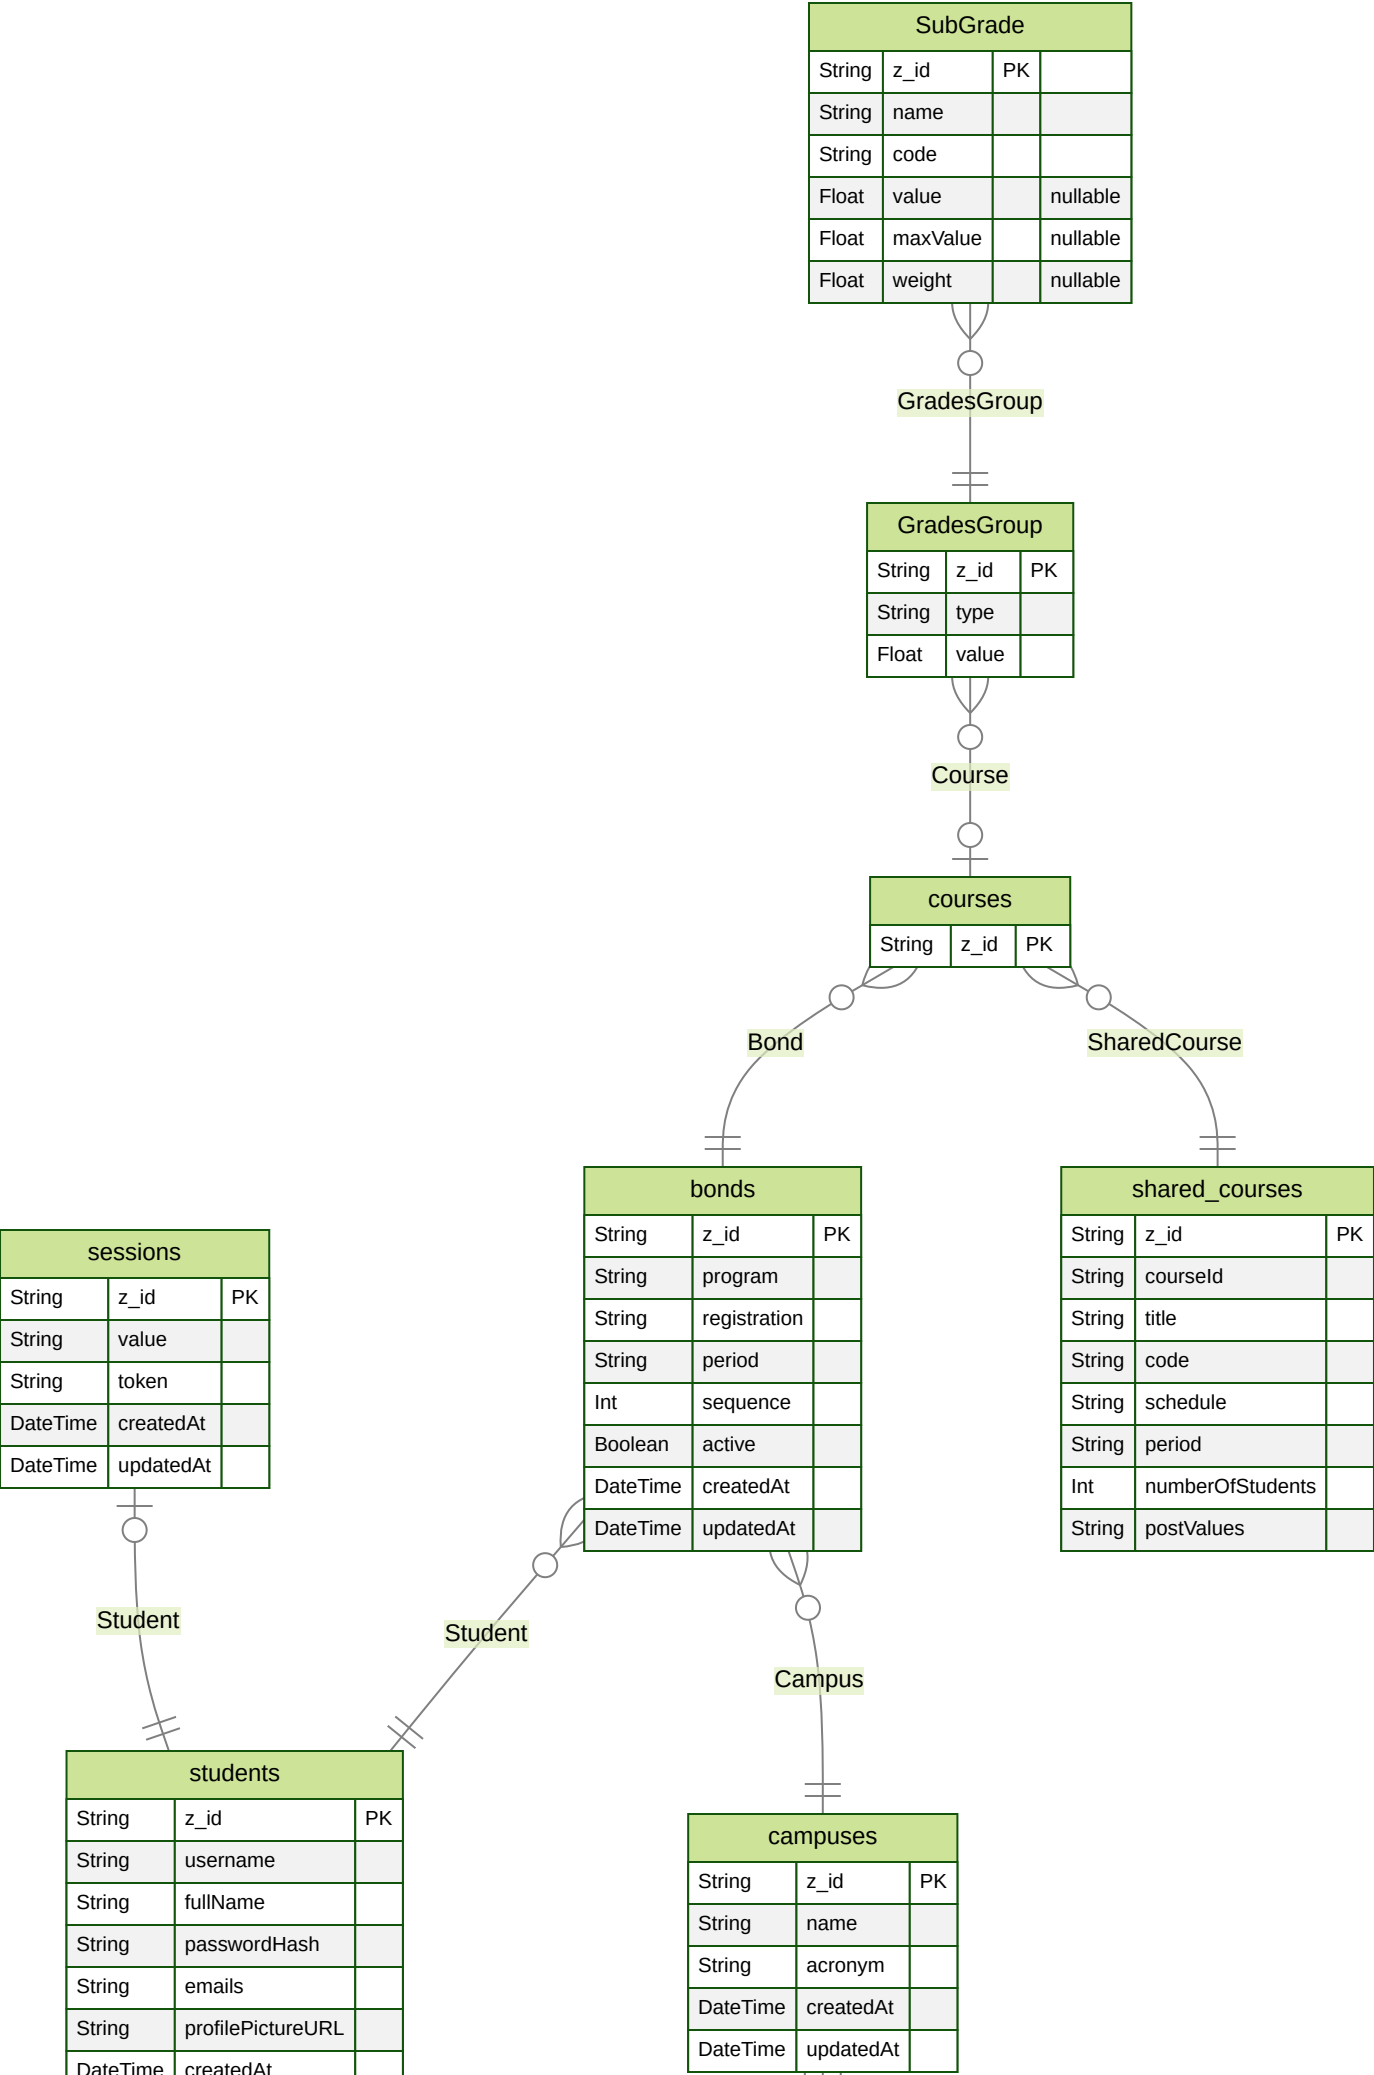 SubGrade
String z_id PK
String name
String code
Float value nullable
Float maxValue nullable
Float weight nullable
GradesGroup
GradesGroup
String z_id PK
String type
Float value
Course
courses
String z_id PK
Bond
SharedCourse
bonds
String z_id PK
String program
String registration
String period
Int sequence
Boolean active
DateTime createdAt
DateTime updatedAt
shared_courses
String z_id PK
String courseId
String title
String code
String schedule
String period
Int numberOfStudents
String postValues
sessions
String z_id PK
String value
String token
DateTime createdAt
DateTime updatedAt
Student
Student
Campus
students
String z_id PK
String username
String fullName
String passwordHash
String emails
String profilePictureURL
DateTime createdAt
campuses
String z_id PK
String name
String acronym
DateTime createdAt
DateTime updatedAt